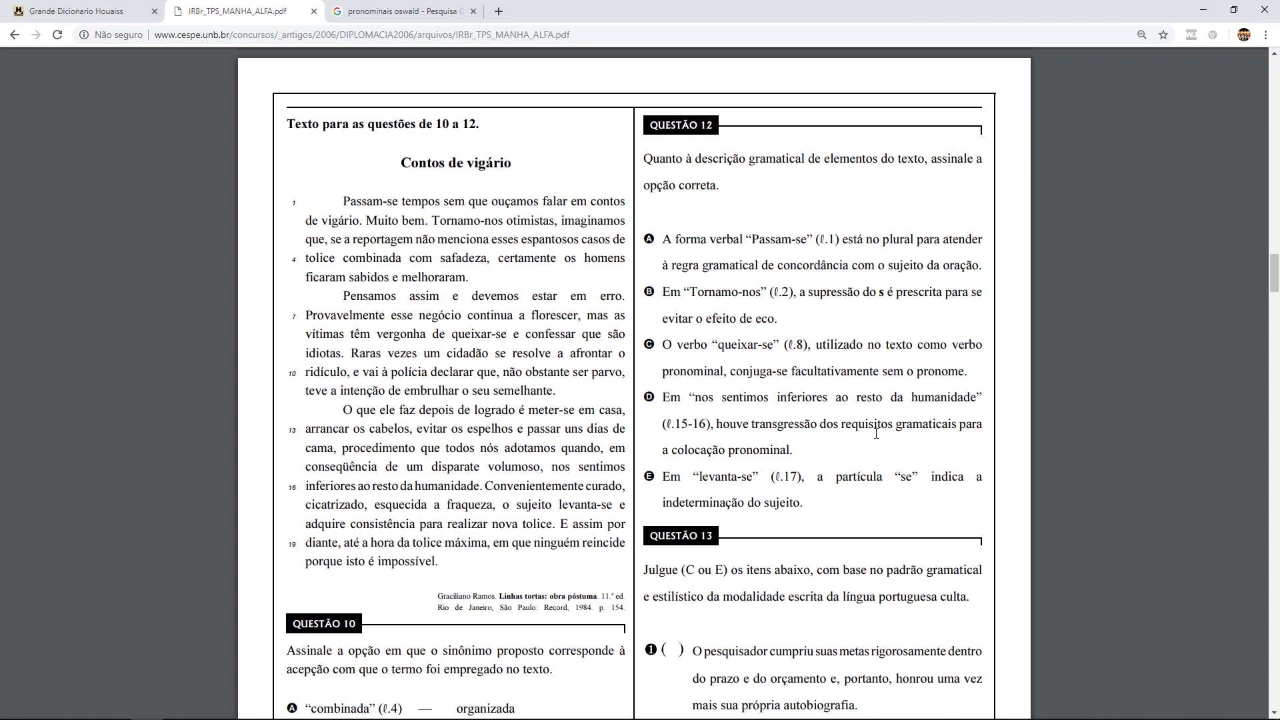 Grande Dicionario Houaiss
IRBr_TPS_MANHA_ALFA.pdf
pronominais oswald - Pesquisa G
Não seguro | www.cespe.unb.br/concursos/_antigos/2006/DIPLOMACIA2006/arquivos/IRBr_TPS_MANHA_ALFA.pdf
Texto para as questões de 10 a 12.
Contos de vigário
1 Passam-se tempos sem que ouçamos falar em contos
de vigário. Muito bem. Tornamo-nos otimistas, imaginamos
que, se a reportagem não menciona esses espantosos casos de
4 tolice combinada com safadeza, certamente os homens
ficaram sabidos e melhoraram.
Pensamos assim e devemos estar em erro.
7 Provavelmente esse negócio continua a florescer, mas as
vítimas têm vergonha de queixar-se e confessar que são
idiotas. Raras vezes um cidadão se resolve a afrontar o
10 ridículo, e vai à polícia declarar que, não obstante ser parvo,
teve a intenção de embrulhar o seu semelhante.
O que ele faz depois de logrado é meter-se em casa,
13 arrancar os cabelos, evitar os espelhos e passar uns dias de
cama, procedimento que todos nós adotamos quando, em
conseqüência de um disparate volumoso, nos sentimos
16 inferiores ao resto da humanidade. Convenientemente curado,
cicatrizado, esquecida a fraqueza, o sujeito levanta-se e
adquire consistência para realizar nova tolice. E assim por
19 diante, até a hora da tolice máxima, em que ninguém reincide
porque isto é impossível.
Graciliano Ramos. Linhas tortas: obra póstuma. 11.ª ed.
Rio de Janeiro, São Paulo: Record, 1984. p. 154.
QUESTÃO 10
Assinale a opção em que o sinônimo proposto corresponde à
acepção com que o termo foi empregado no texto.
A “combinada” (ℓ.4) — organizada
QUESTÃO 12
Quanto à descrição gramatical de elementos do texto, assinale a
opção correta.
A A forma verbal “Passam-se” (ℓ.1) está no plural para atender
à regra gramatical de concordância com o sujeito da oração.
B Em “Tornamo-nos” (ℓ.2), a supressão do s é prescrita para se
evitar o efeito de eco.
C O verbo “queixar-se” (ℓ.8), utilizado no texto como verbo
pronominal, conjuga-se facultativamente sem o pronome.
D Em “nos sentimos inferiores ao resto da humanidade”
(ℓ.15-16), houve transgressão dos requisitos gramaticais para
a colocação pronominal.
E Em “levanta-se” (ℓ.17), a partícula “se” indica a
indeterminação do sujeito.
QUESTÃO 13
Julgue (C ou E) os itens abaixo, com base no padrão gramatical
e estilístico da modalidade escrita da língua portuguesa culta.
1 ( ) O pesquisador cumpriu suas metas rigorosamente dentro
do prazo e do orçamento e, portanto, honrou uma vez
mais sua própria autobiografia.